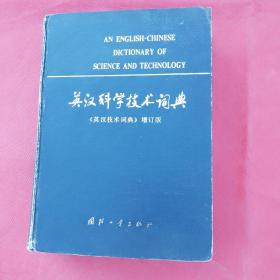 AN ENGLISH-CHINESE
DICTIONARY OF
SCIENCE AND TECHNOLOGY
英汉科学技术词典
《英汉技术词典》增订版
国防工业出版社